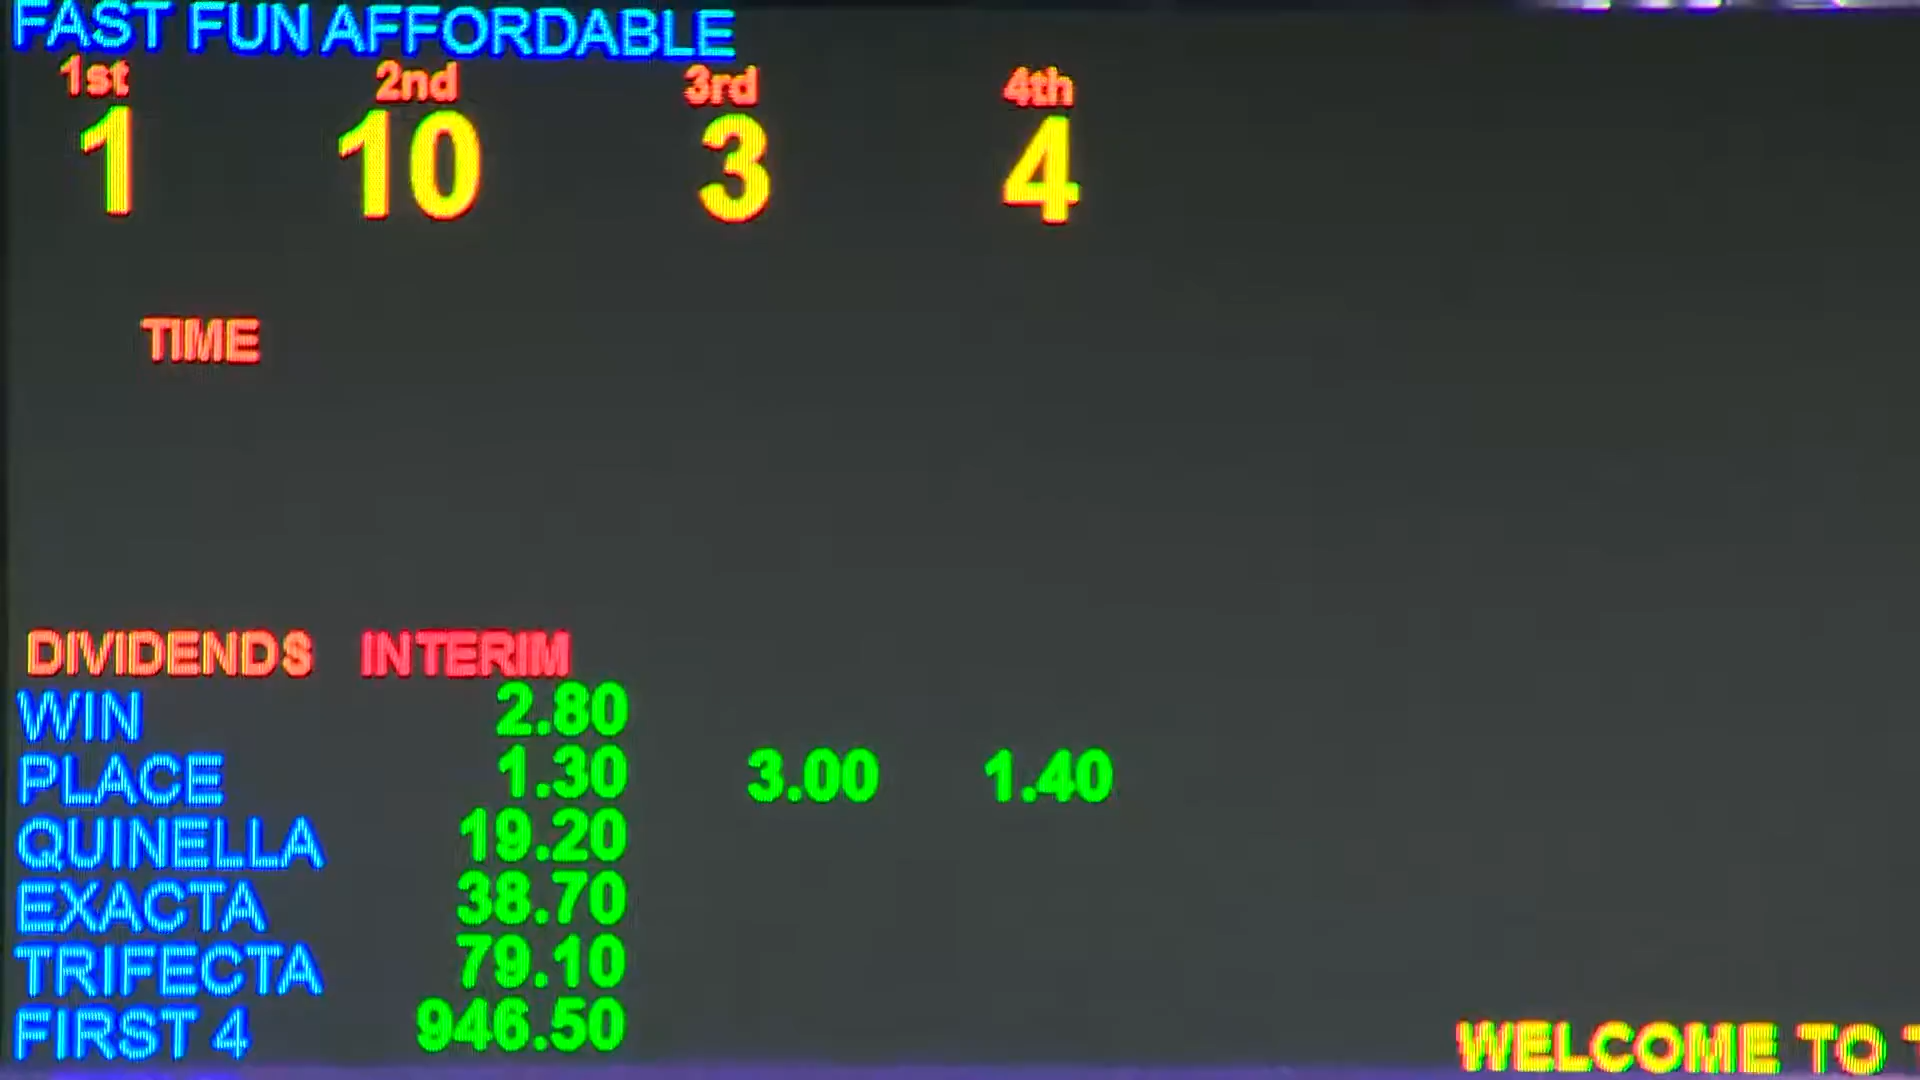 FAST FUN AFFORDABLE
1st 2nd 3rd 4th
1 10 3 4
TIME
DIVIDENDS INTERIM
WIN 2.80
PLACE 1.30 3.00 1.40
QUINELLA 19.20
EXACTA 38.70
TRIFECTA 79.10
FIRST 4 946.50
WELCOME TO